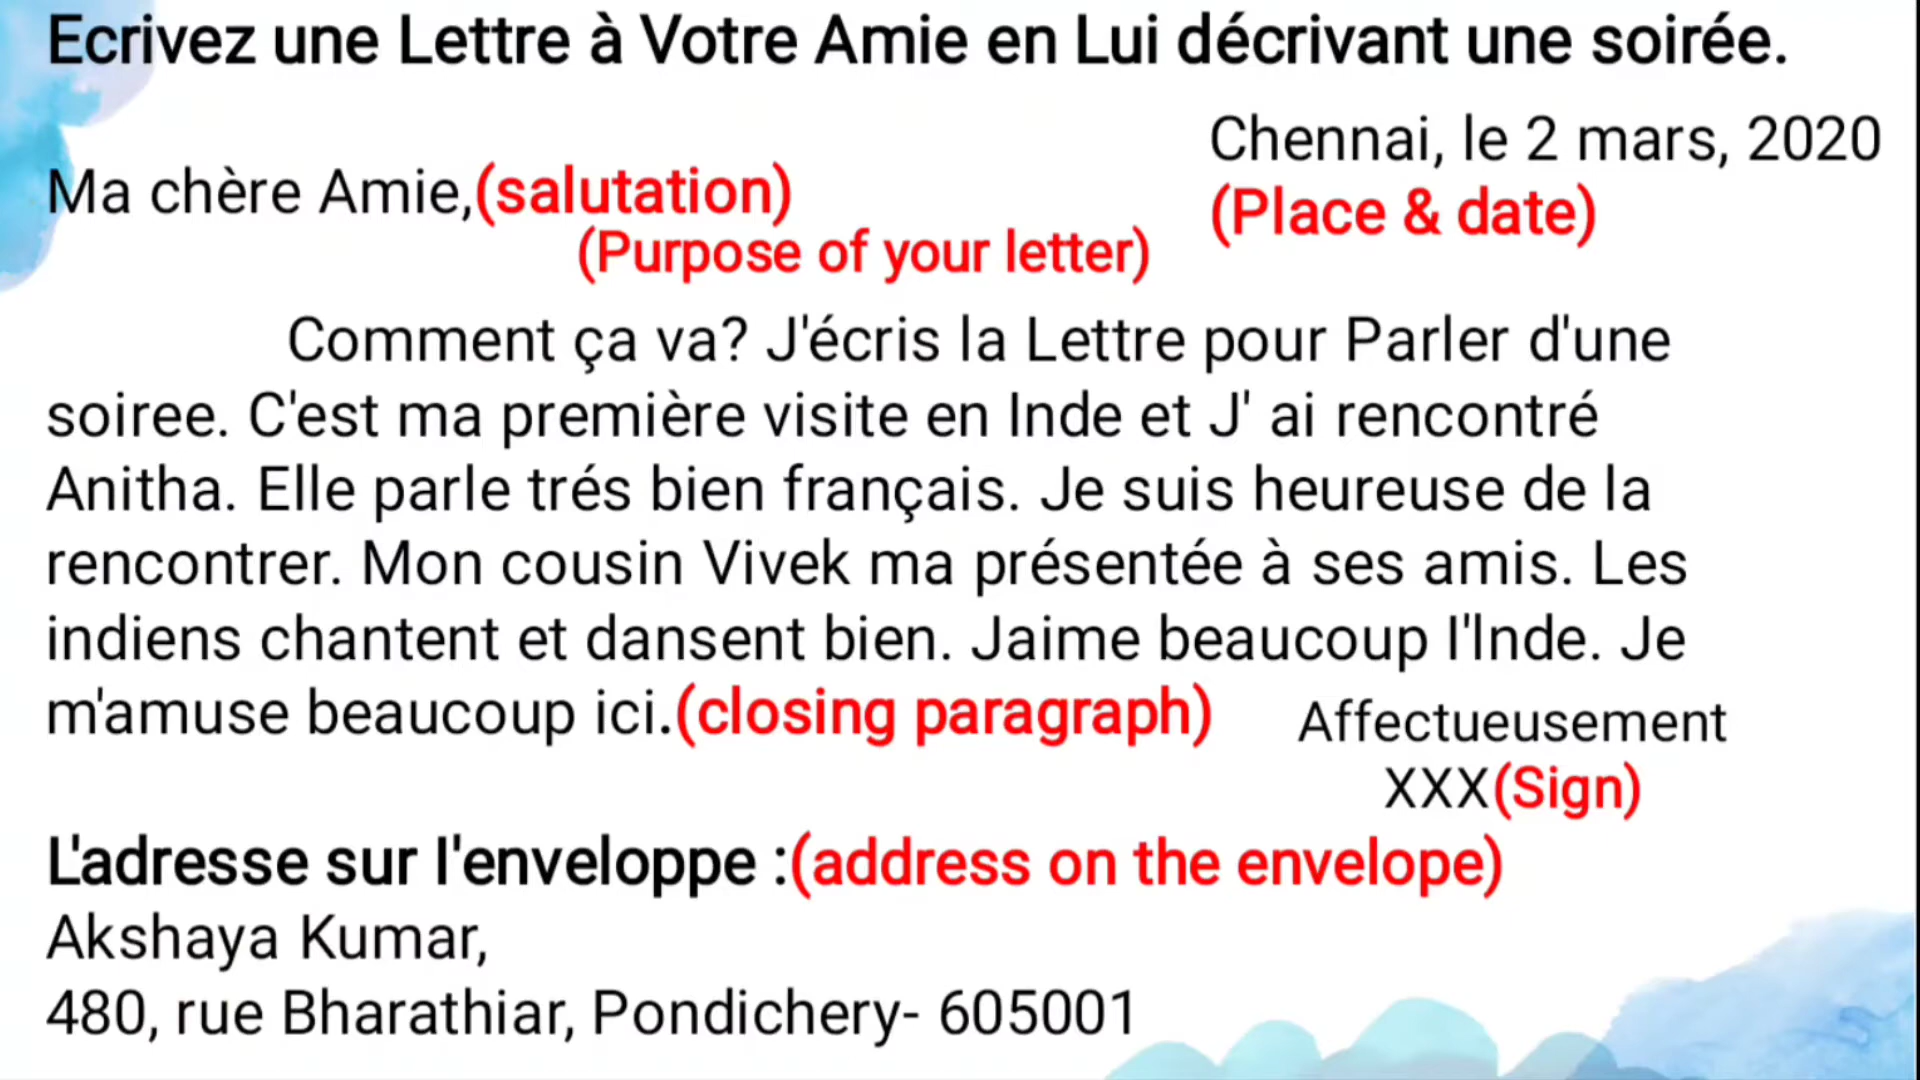 Ecrivez une Lettre à Votre Amie en Lui décrivant une soirée.
Chennai, le 2 mars, 2020
(Place & date)
Ma chère Amie,(salutation)
(Purpose of your letter)
Comment ça va? J'écris la Lettre pour Parler d'une
soiree. C'est ma première visite en Inde et J' ai rencontré
Anitha. Elle parle trés bien français. Je suis heureuse de la
rencontrer. Mon cousin Vivek ma présentée à ses amis. Les
indiens chantent et dansent bien. Jaime beaucoup l'Inde. Je
m'amuse beaucoup ici.(closing paragraph)
Affectueusement
XXX(Sign)
L'adresse sur l'enveloppe :(address on the envelope)
Akshaya Kumar,
480, rue Bharathiar, Pondichery- 605001